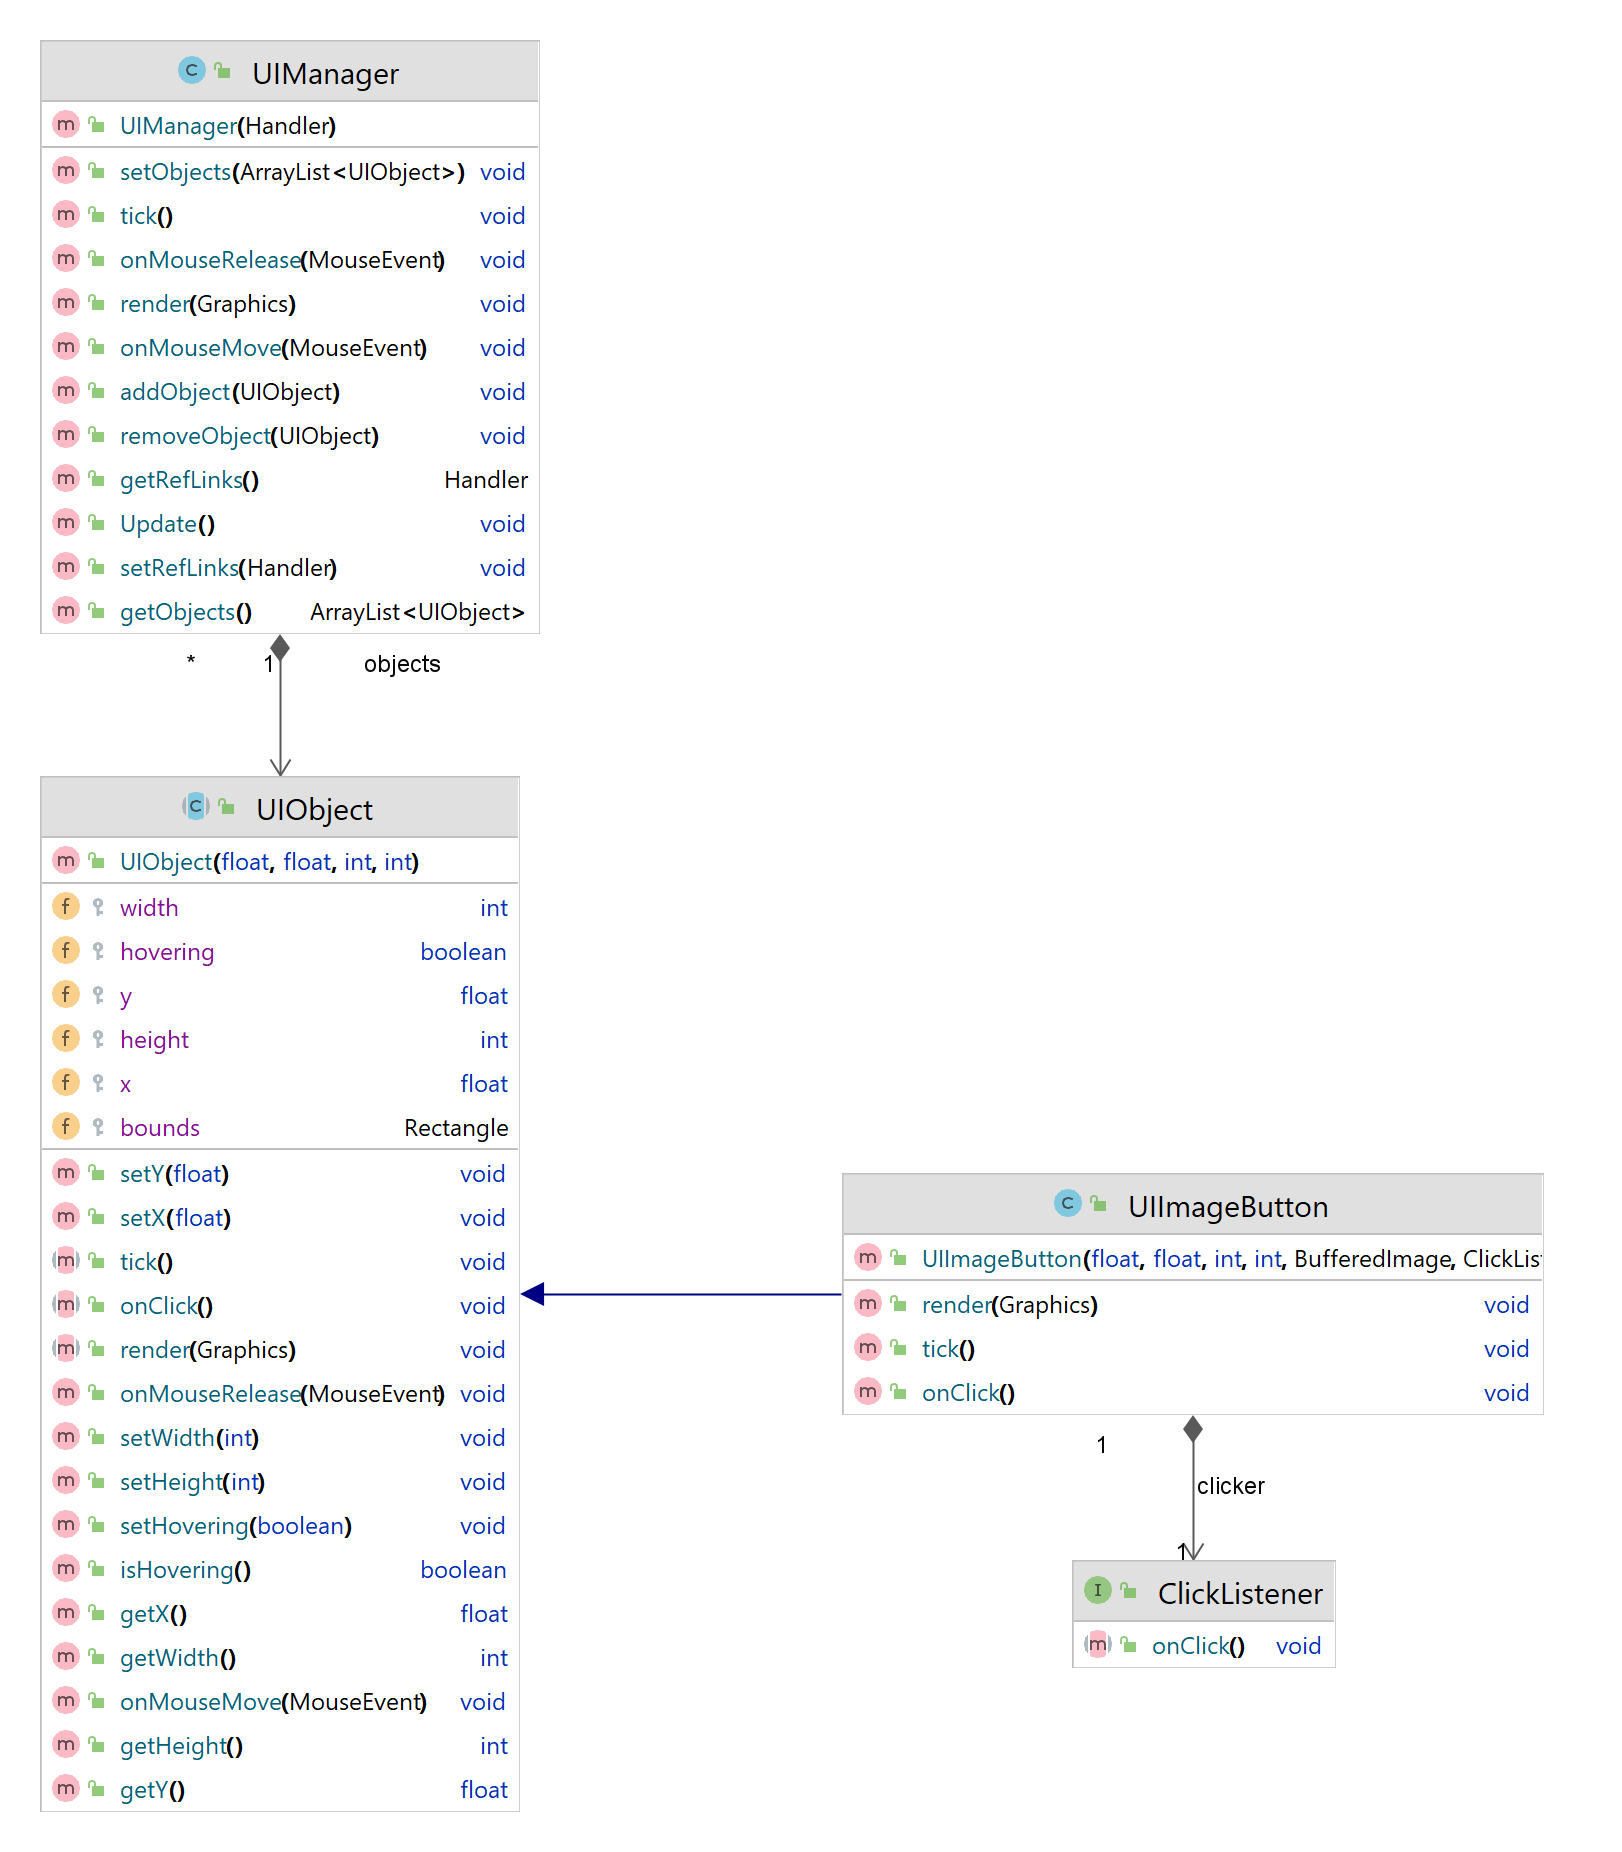 UIManager
UIManager(Handler)
setObjects(ArrayList<UIObject>) void
tick() void
onMouseRelease(MouseEvent) void
render(Graphics) void
onMouseMove(MouseEvent) void
addObject(UIObject) void
removeObject(UIObject) void
getRefLinks() Handler
Update() void
setRefLinks(Handler) void
getObjects() ArrayList<UIObject>
* 1 objects
UIObject
UIObject(float, float, int, int)
width int
hovering boolean
y float
height int
x float
bounds Rectangle
setY(float) void
setX(float) void
tick() void
onClick() void
render(Graphics) void
onMouseRelease(MouseEvent) void
setWidth(int) void
setHeight(int) void
setHovering(boolean) void
isHovering() boolean
getX() float
getWidth() int
onMouseMove(MouseEvent) void
getHeight() int
getY() float
UIImageButton
UIImageButton(float, float, int, int, BufferedImage, ClickLis
render(Graphics) void
tick() void
onClick() void
1
clicker
1
ClickListener
onClick() void